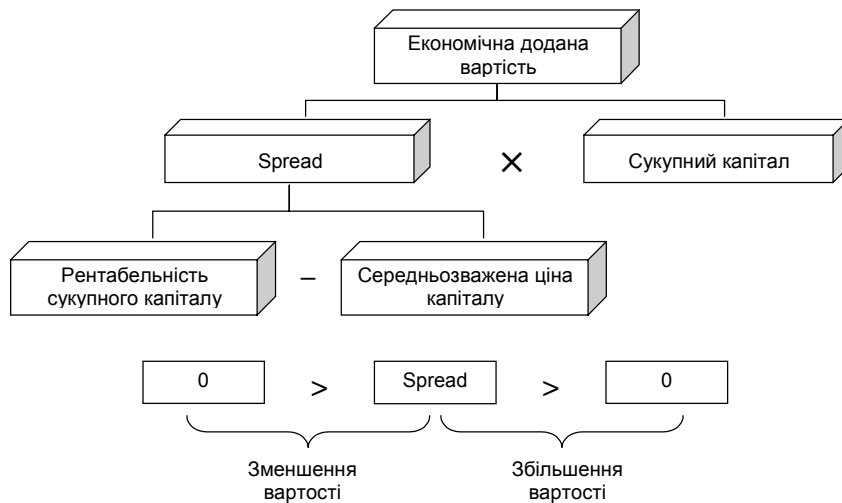 Економічна додана
вартість
Spread
×
Сукупний капітал
Рентабельність
сукупного капіталу
–
Середньозважена ціна
капіталу
0 > Spread > 0
Зменшення
вартості
Збільшення
вартості